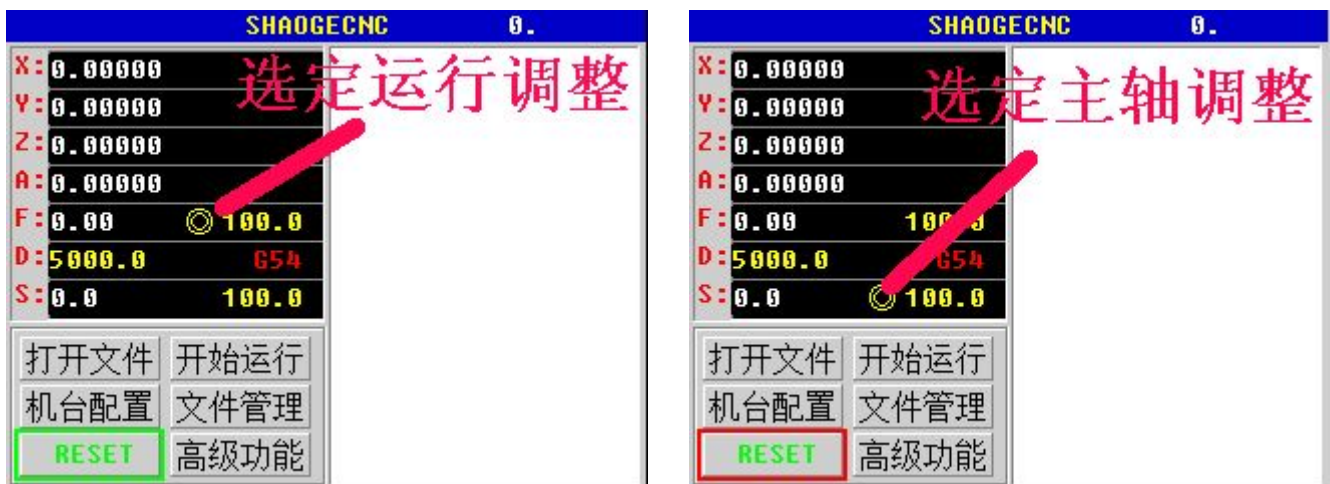 SHAOGECNC 0.
X:0.00000
选定运行调整
Y:0.00000
Z:0.00000
A:0.00000
F:0.00 100.0
D:5000.0 G54
S:0.0 100.0
打开文件 开始运行
机台配置 文件管理
RESET 高级功能
SHAOGECNC 0.
X:0.00000
选定主轴调整
Y:0.00000
Z:0.00000
A:0.00000
F:0.00 100.0
D:5000.0 G54
S:0.0 100.0
打开文件 开始运行
机台配置 文件管理
RESET 高级功能